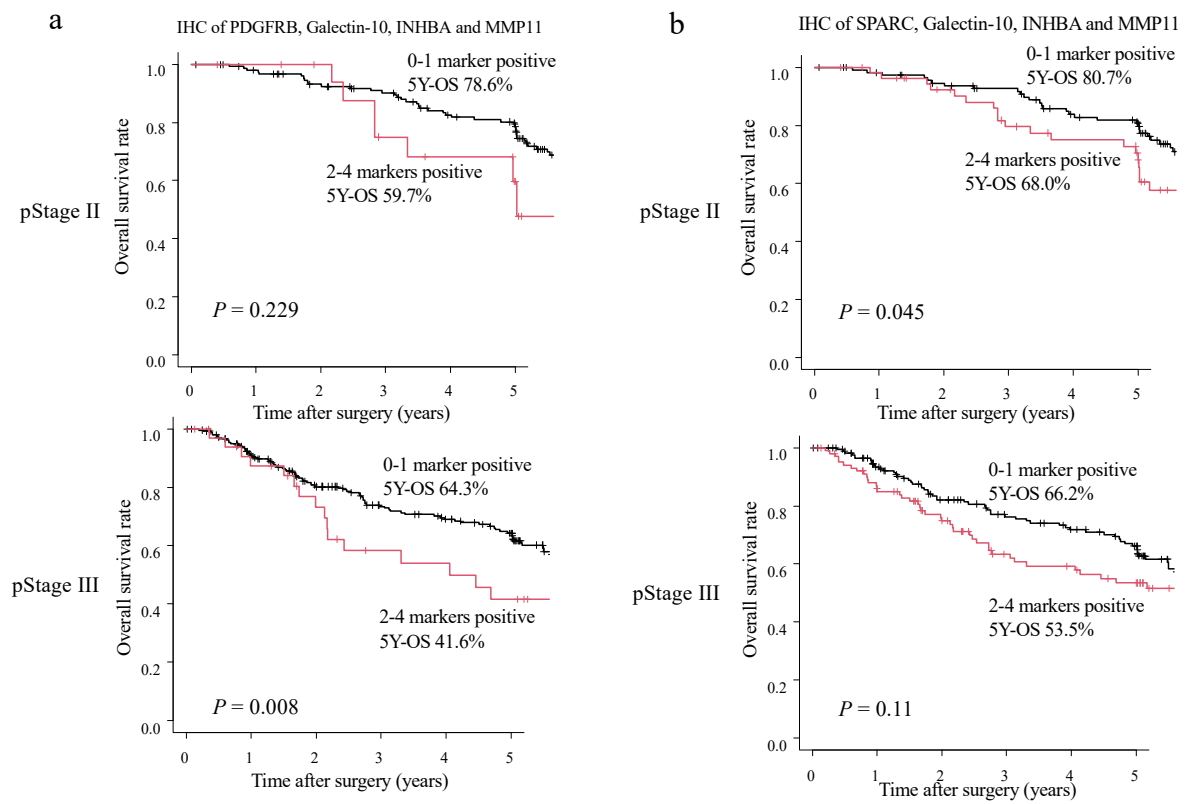 a
IHC of PDGFRB, Galectin-10, INHBA and MMP11
pStage II
Overall survival rate
1.0
0.8
0.6
0.4
0.2
0.0
0-1 marker positive
5Y-OS 78.6%
2-4 markers positive
5Y-OS 59.7%
P = 0.229
0 1 2 3 4 5
Time after surgery (years)
pStage III
Overall survival rate
1.0
0.8
0.6
0.4
0.2
0.0
0-1 marker positive
5Y-OS 64.3%
2-4 markers positive
5Y-OS 41.6%
P = 0.008
0 1 2 3 4 5
Time after surgery (years)
b
IHC of SPARC, Galectin-10, INHBA and MMP11
pStage II
Overall survival rate
1.0
0.8
0.6
0.4
0.2
0.0
0-1 marker positive
5Y-OS 80.7%
2-4 markers positive
5Y-OS 68.0%
P = 0.045
0 1 2 3 4 5
Time after surgery (years)
pStage III
Overall survival rate
1.0
0.8
0.6
0.4
0.2
0.0
0-1 marker positive
5Y-OS 66.2%
2-4 markers positive
5Y-OS 53.5%
P = 0.11
0 1 2 3 4 5
Time after surgery (years)